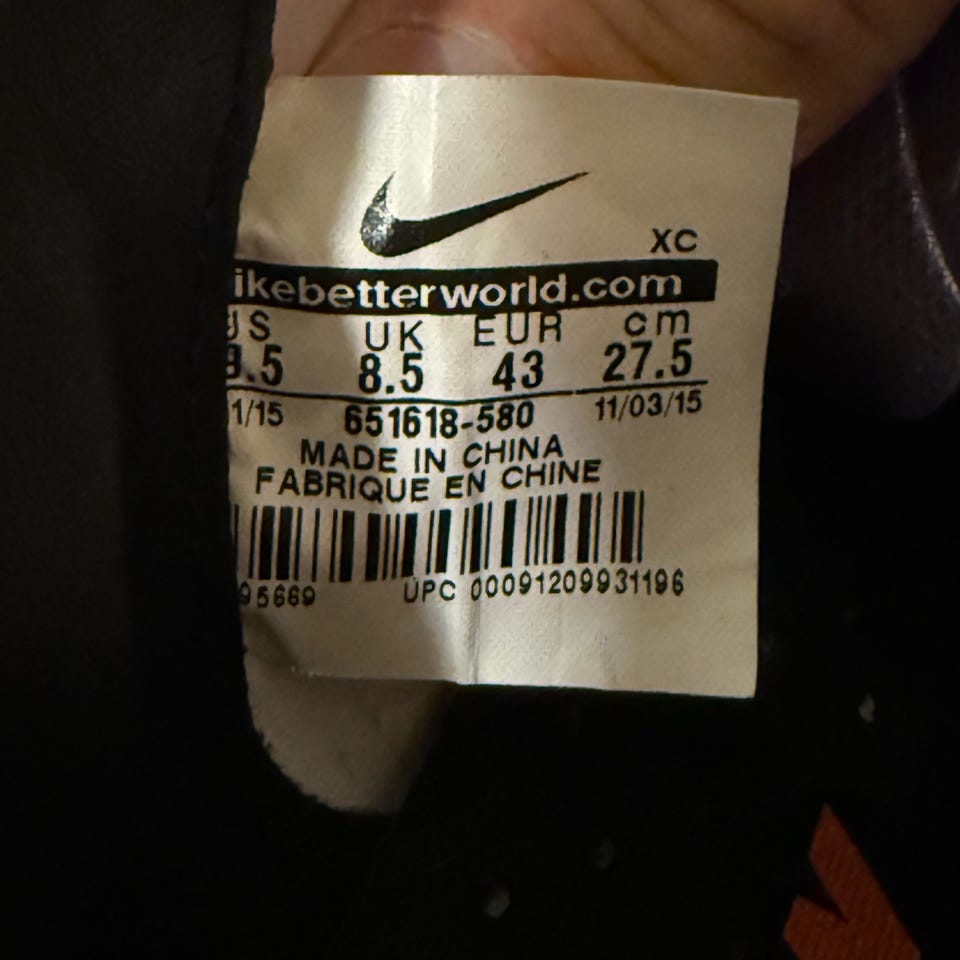 XC
ikebetterworld.com
US UK EUR cm
9.5 8.5 43 27.5
1/15 651618-580 11/03/15
MADE IN CHINA
FABRIQUE EN CHINE
95669 UPC 00091209931196